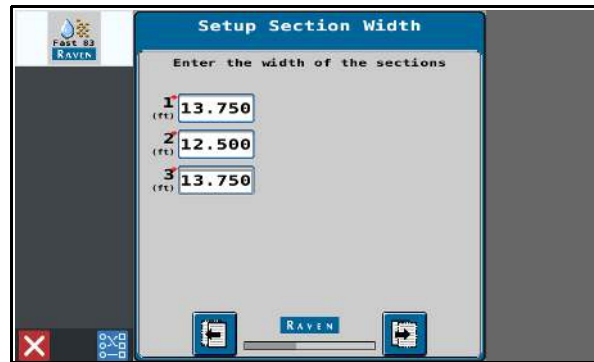 Fast 83
RAVEN
Setup Section Width
Enter the width of the sections
1
(ft)
13.750
2
(ft)
12.500
3
(ft)
13.750
RAVEN